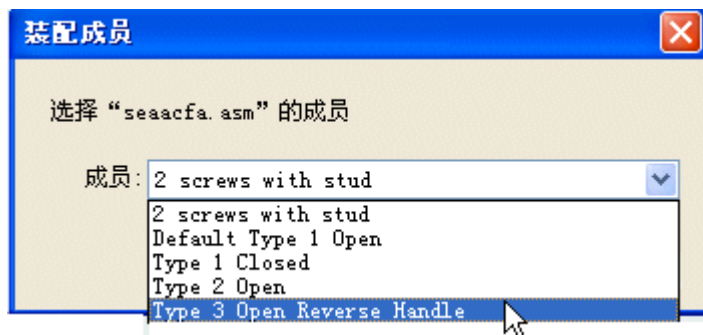 装配成员
选择“seaacfa.asm”的成员
成员: 2 screws with stud
2 screws with stud
Default Type 1 Open
Type 1 Closed
Type 2 Open
Type 3 Open Reverse Handle